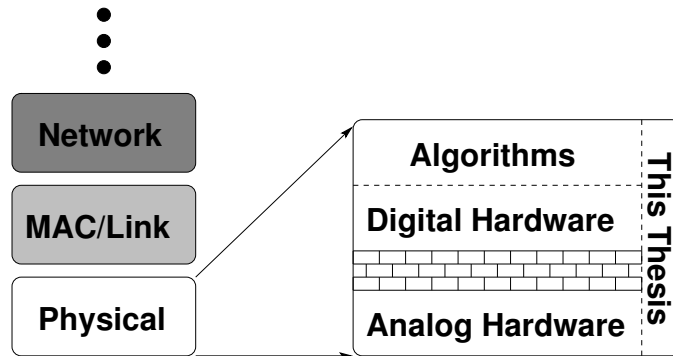 Network
MAC/Link
Physical
Algorithms
Digital Hardware
Analog Hardware
This Thesis